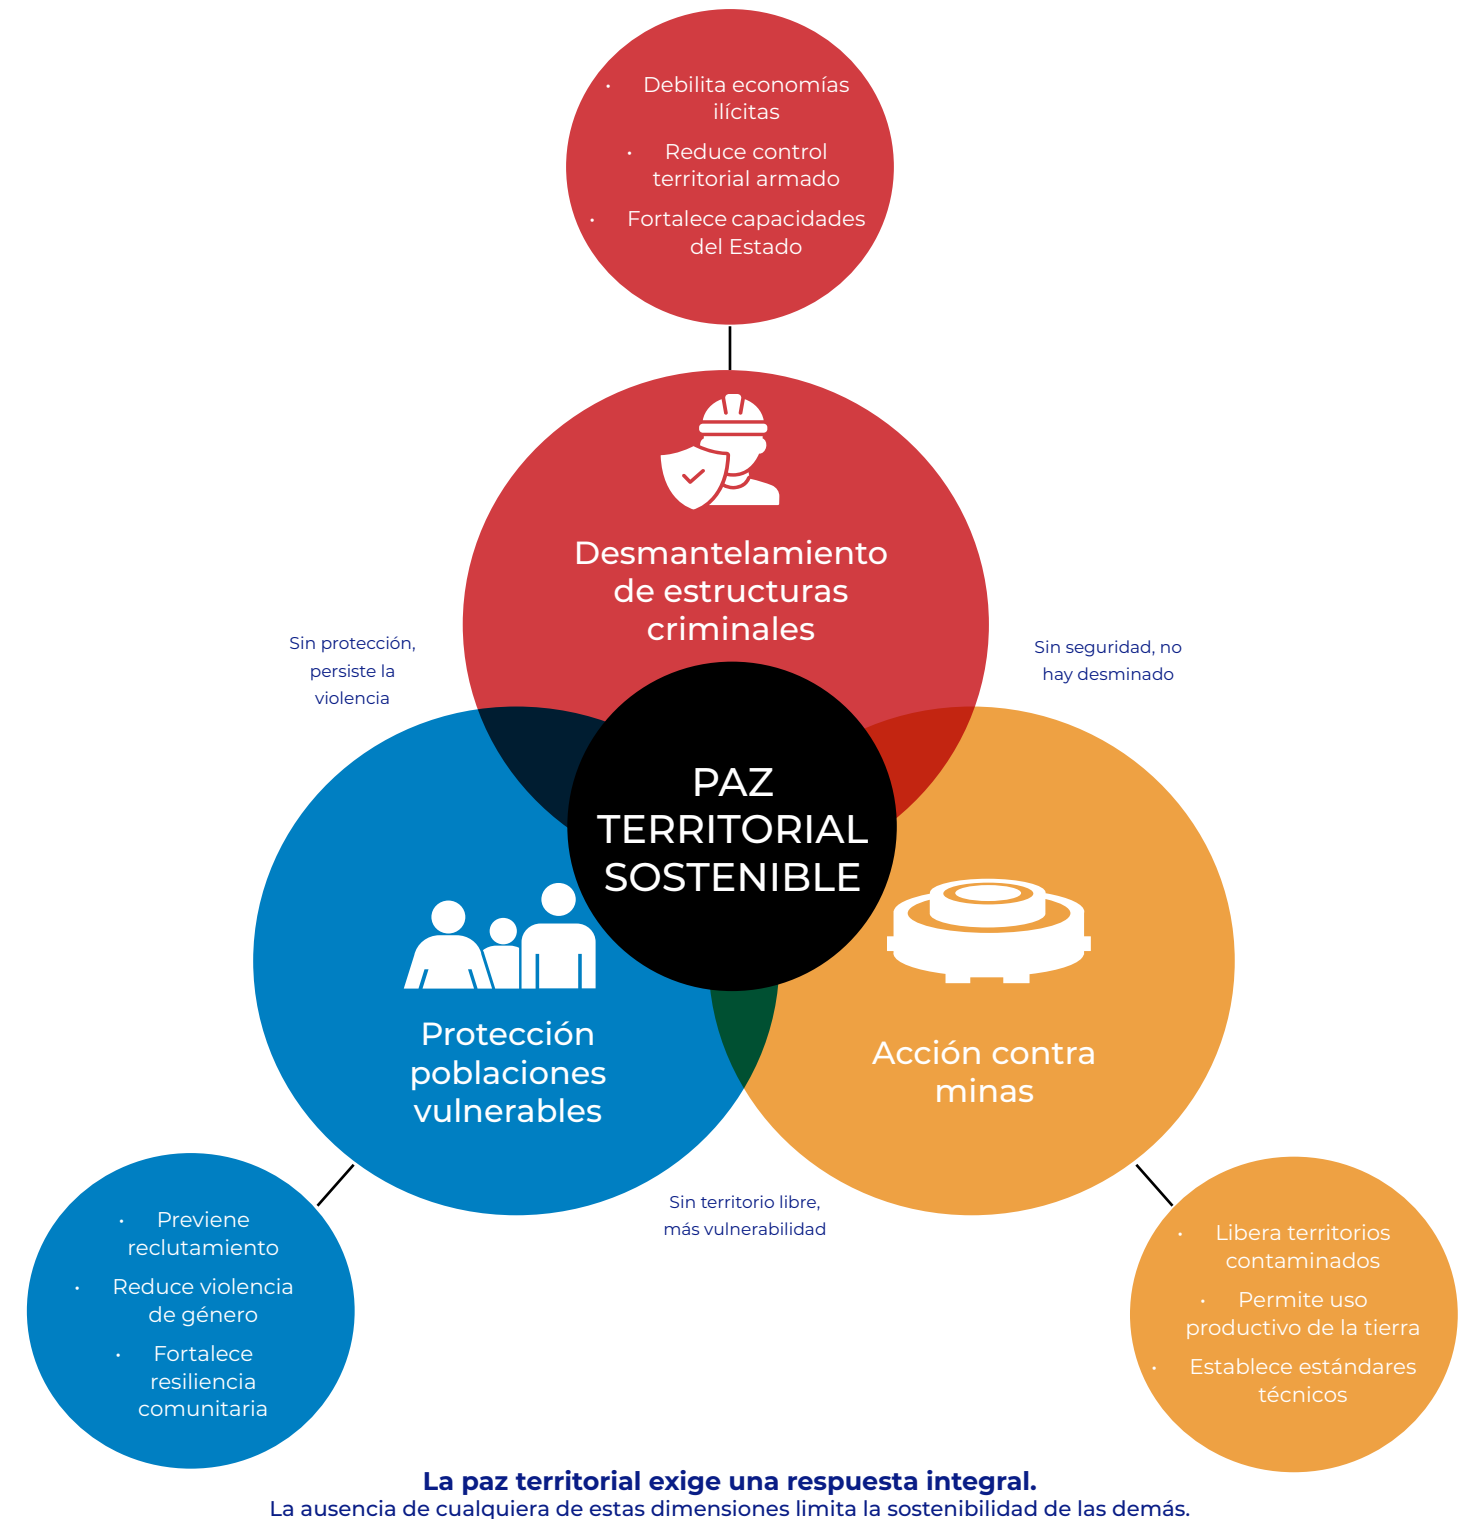 • Debilita economías
ilícitas
• Reduce control
territorial armado
• Fortalece capacidades
del Estado
Desmantelamiento
de estructuras
criminales
Sin protección,
persiste la
violencia
Sin seguridad, no
hay desminado
PAZ
TERRITORIAL
SOSTENIBLE
Protección
poblaciones
vulnerables
Acción contra
minas
Sin territorio libre,
más vulnerabilidad
• Previene
reclutamiento
• Reduce violencia
de género
• Fortalece
resiliencia
comunitaria
• Libera territorios
contaminados
• Permite uso
productivo de la tierra
• Establece estándares
técnicos
La paz territorial exige una respuesta integral.
La ausencia de cualquiera de estas dimensiones limita la sostenibilidad de las demás.